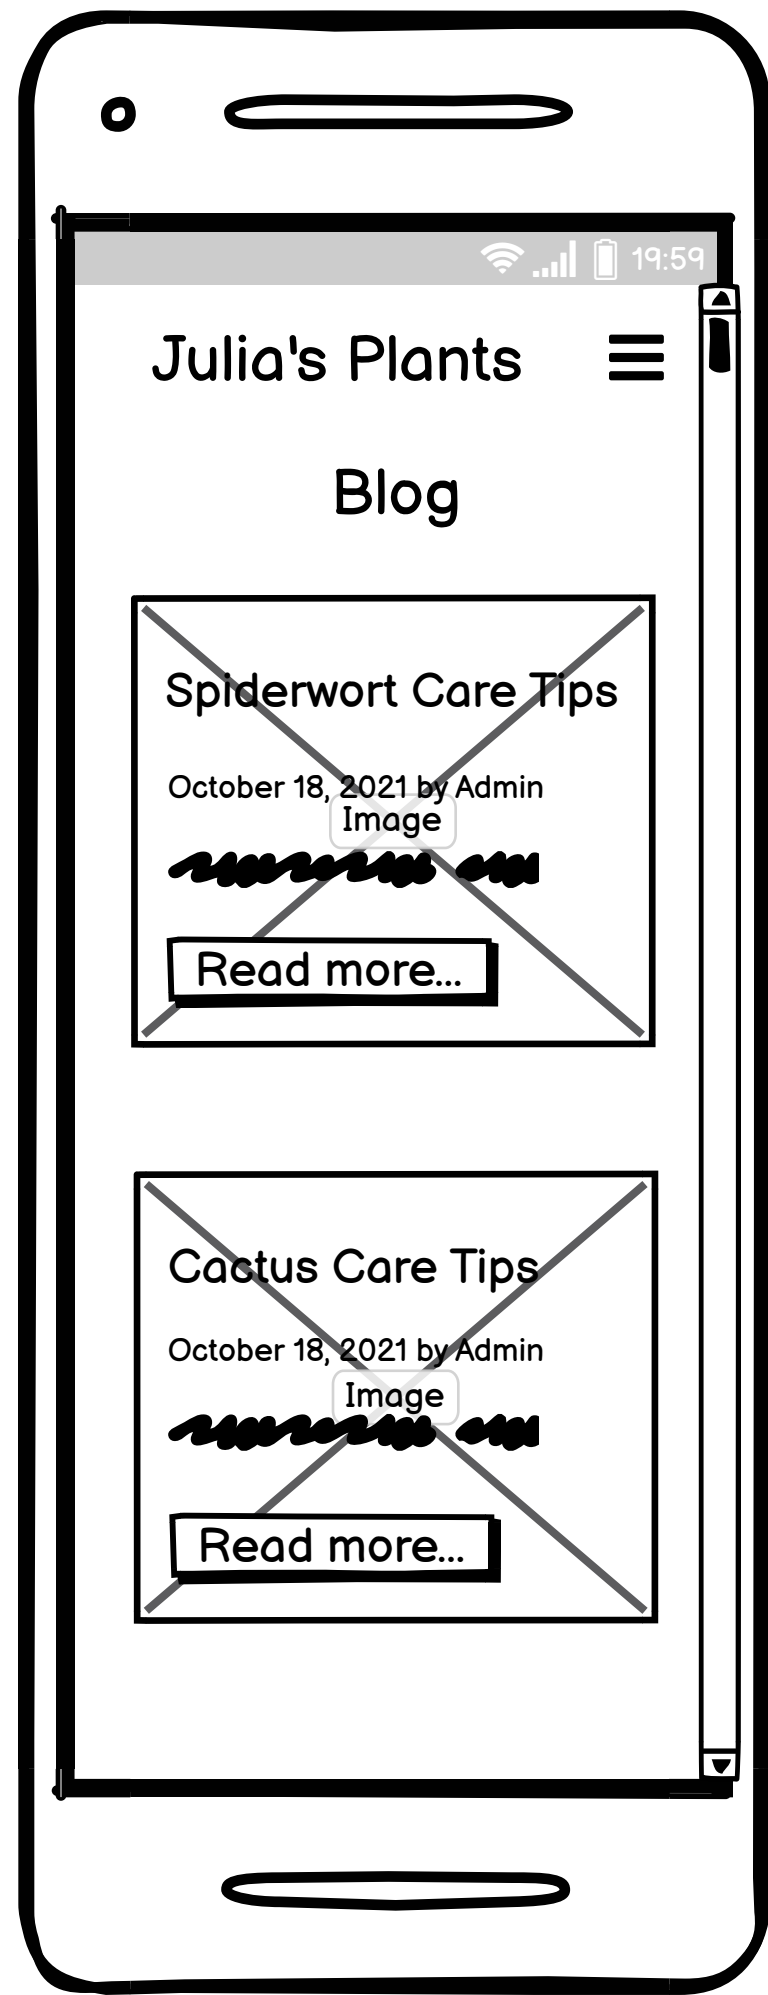 19:59
Julia's Plants
Blog
Spiderwort Care Tips
October 18, 2021 by Admin
Image
Read more...
Cactus Care Tips
October 18, 2021 by Admin
Image
Read more...